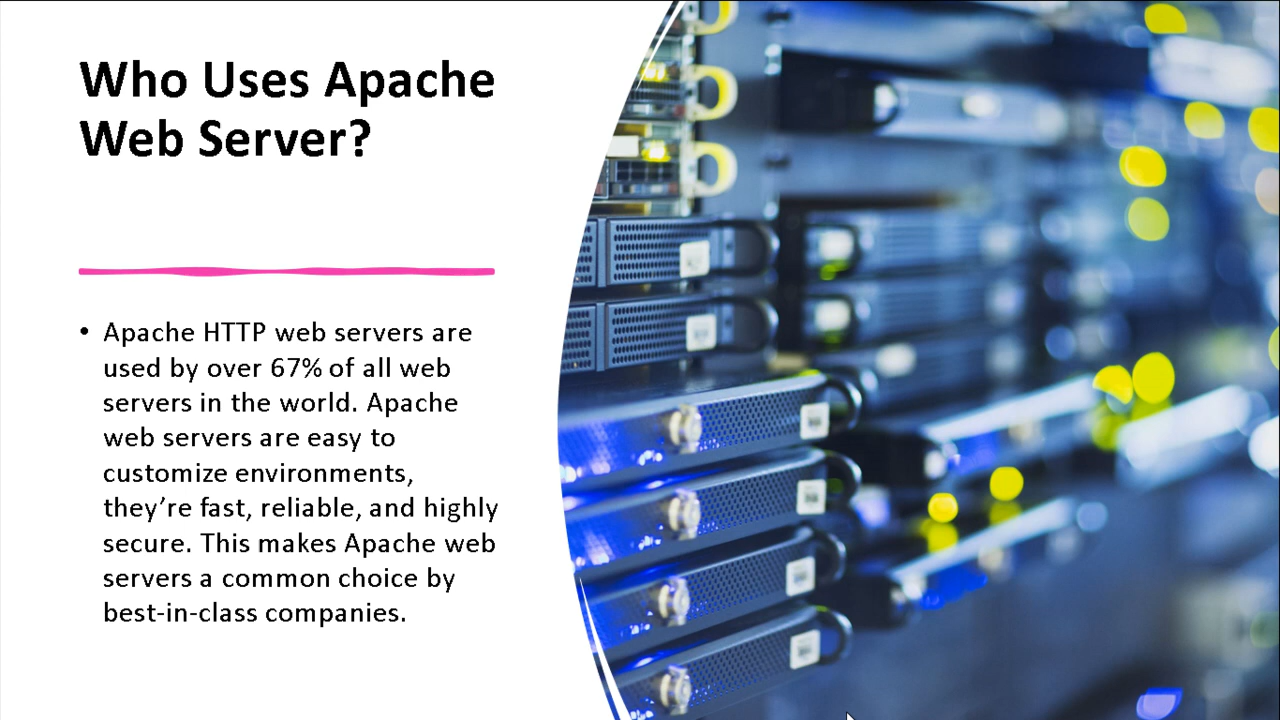 Who Uses Apache
Web Server?
• Apache HTTP web servers are
used by over 67% of all web
servers in the world. Apache
web servers are easy to
customize environments,
they’re fast, reliable, and highly
secure. This makes Apache web
servers a common choice by
best-in-class companies.